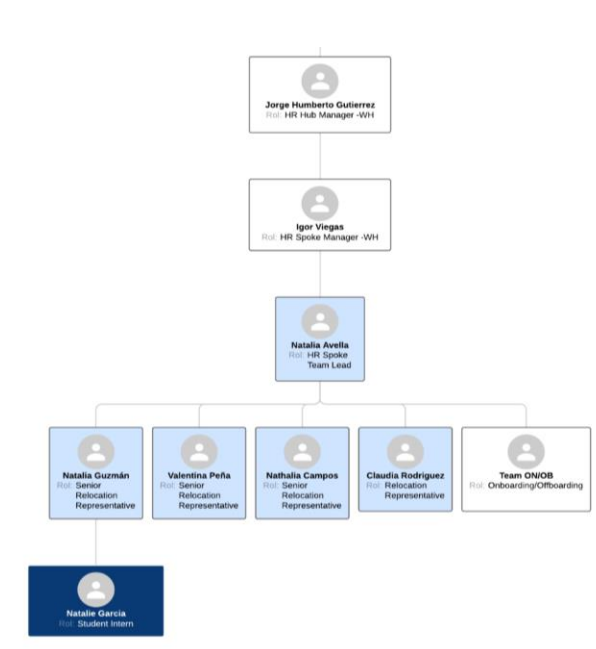 Jorge Humberto Gutierrez
Rol: HR Hub Manager -WH
Igor Viegas
Rol: HR Spoke Manager -WH
Natalia Avella
Rol: HR Spoke
Team Lead
Natalia Guzmán
Rol: Senior
Relocation
Representative
Valentina Peña
Rol: Senior
Relocation
Representative
Nathalia Campos
Rol: Senior
Relocation
Representative
Claudia Rodriguez
Rol: Relocation
Representative
Team ON/OB
Rol: Onboarding/Offboarding
Natalie Garcia
Rol: Student Intern